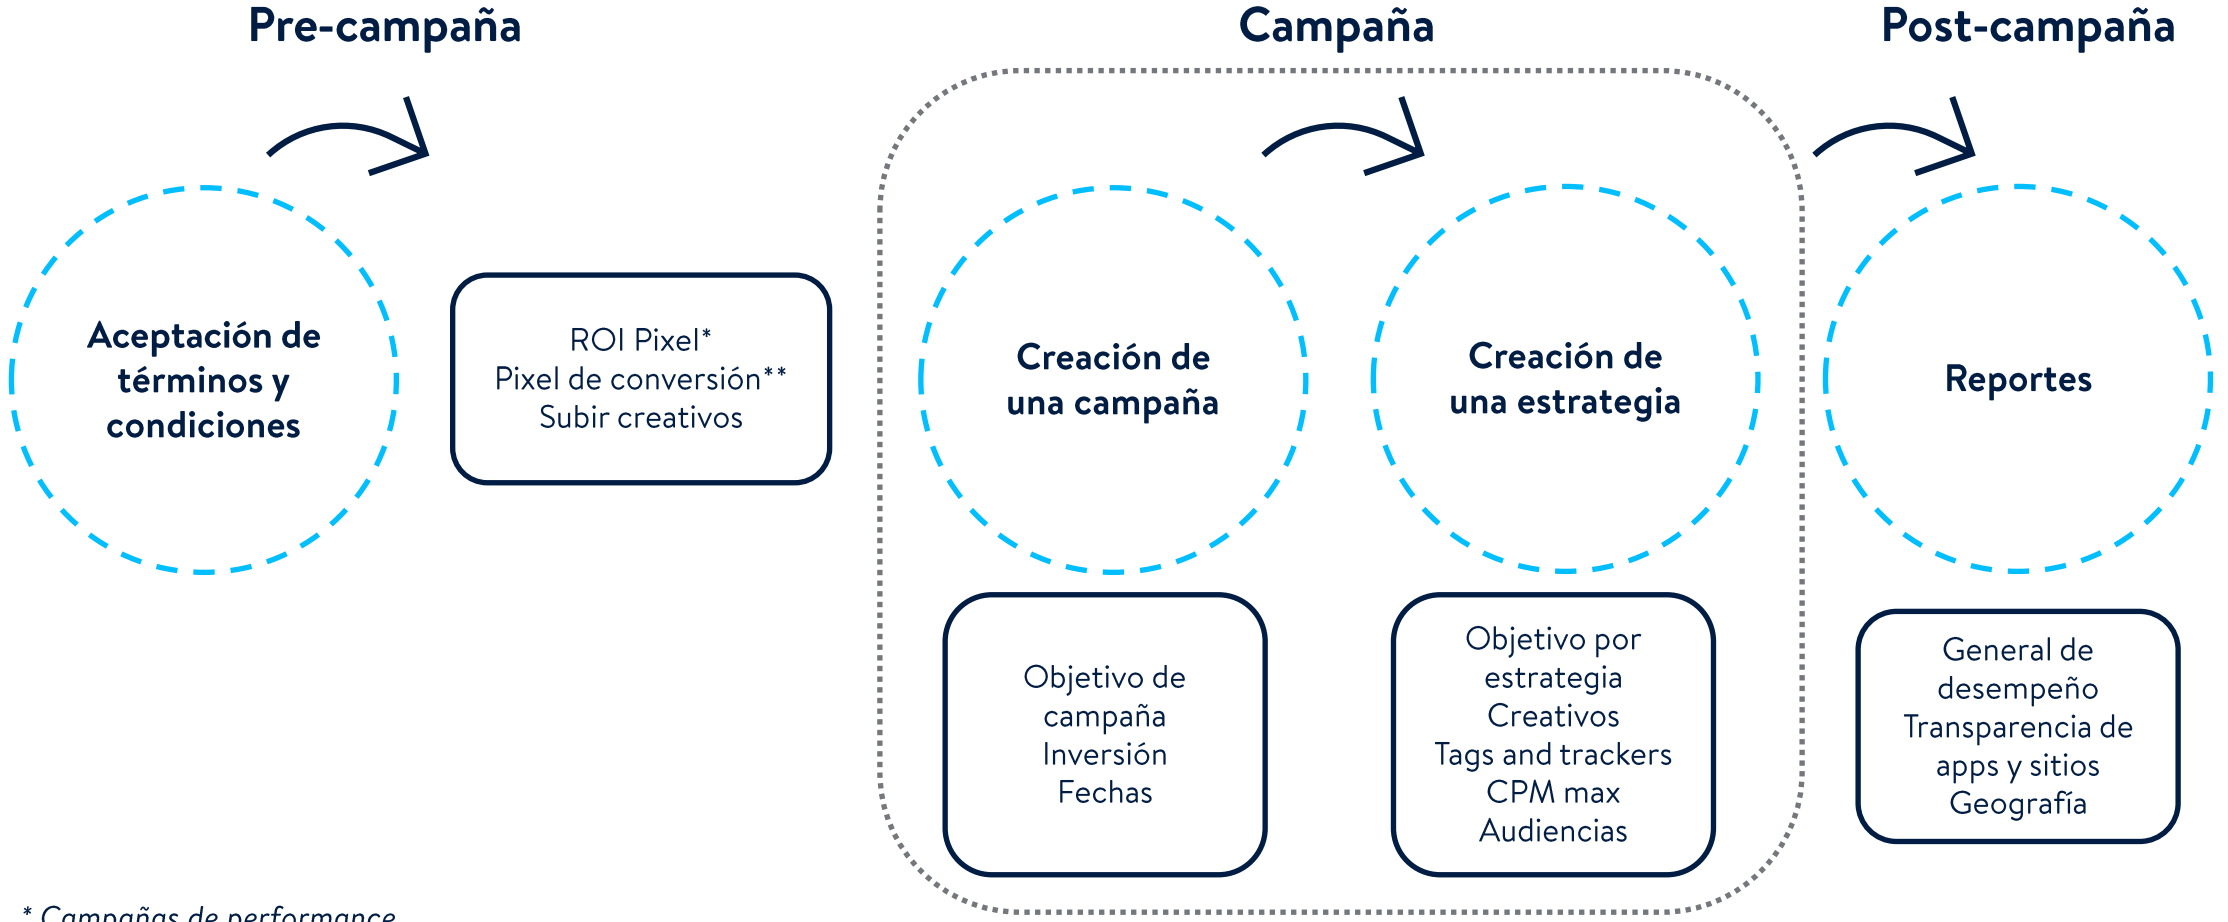 Pre-campaña
Campaña
Post-campaña
Aceptación de
términos y
condiciones
ROI Pixel*
Pixel de conversión**
Subir creativos
Creación de
una campaña
Creación de
una estrategia
Reportes
Objetivo de
campaña
Inversión
Fechas
Objetivo por
estrategia
Creativos
Tags and trackers
CPM max
Audiencias
General de
desempeño
Transparencia de
apps y sitios
Geografía
* Campañas de performance